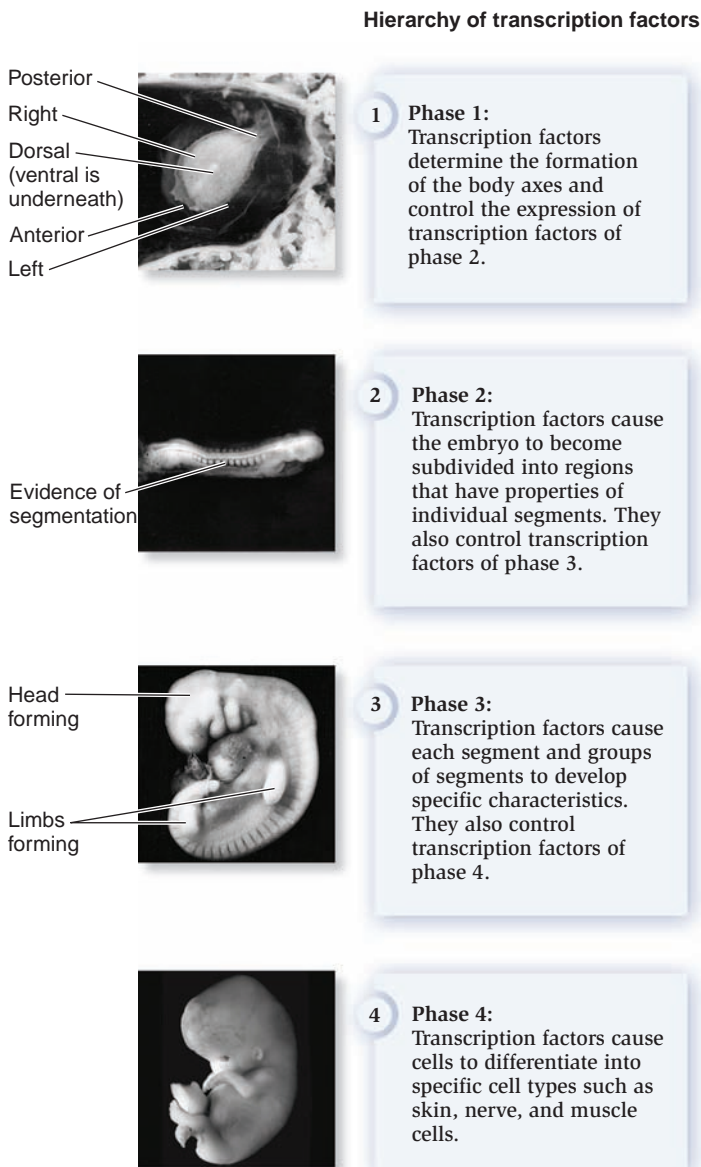 Hierarchy of transcription factors
Posterior
Right
Dorsal
(ventral is
underneath)
Anterior
Left
1 Phase 1:
Transcription factors
determine the formation
of the body axes and
control the expression of
transcription factors of
phase 2.
Evidence of
segmentation
2 Phase 2:
Transcription factors cause
the embryo to become
subdivided into regions
that have properties of
individual segments. They
also control transcription
factors of phase 3.
Head
forming
Limbs
forming
3 Phase 3:
Transcription factors cause
each segment and groups
of segments to develop
specific characteristics.
They also control
transcription factors of
phase 4.
4 Phase 4:
Transcription factors cause
cells to differentiate into
specific cell types such as
skin, nerve, and muscle
cells.